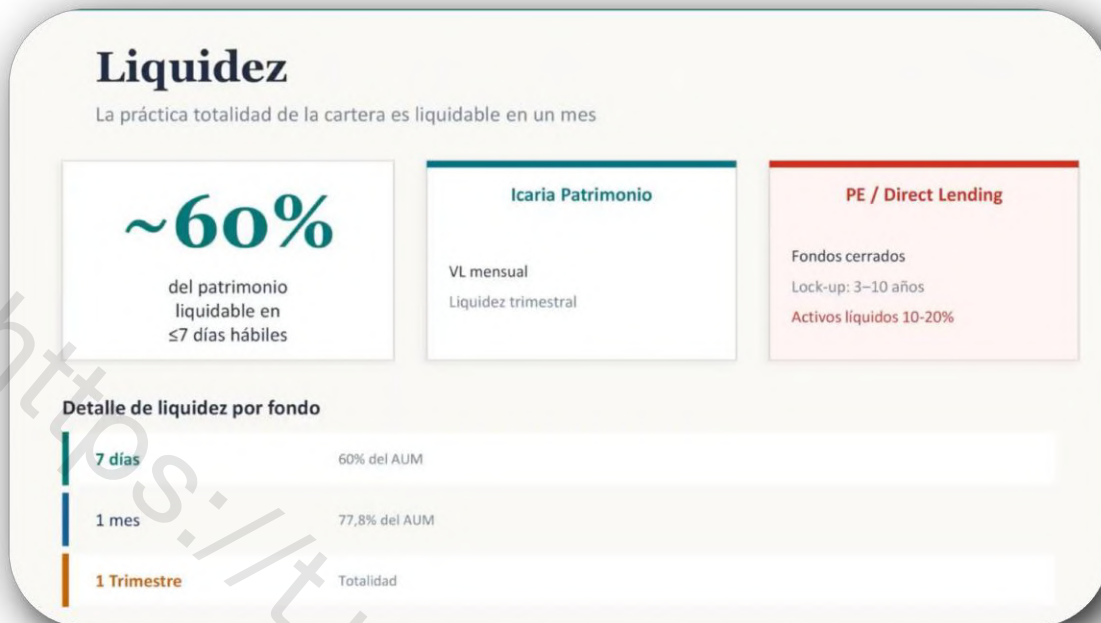 Liquidez
La práctica totalidad de la cartera es liquidable en un mes
~60%
del patrimonio
liquidable en
≤7 días hábiles
Icaria Patrimonio
VL mensual
Liquidez trimestral
PE / Direct Lending
Fondos cerrados
Lock-up: 3–10 años
Activos líquidos 10-20%
Detalle de liquidez por fondo
7 días 60% del AUM
1 mes 77,8% del AUM
1 Trimestre Totalidad
https://t